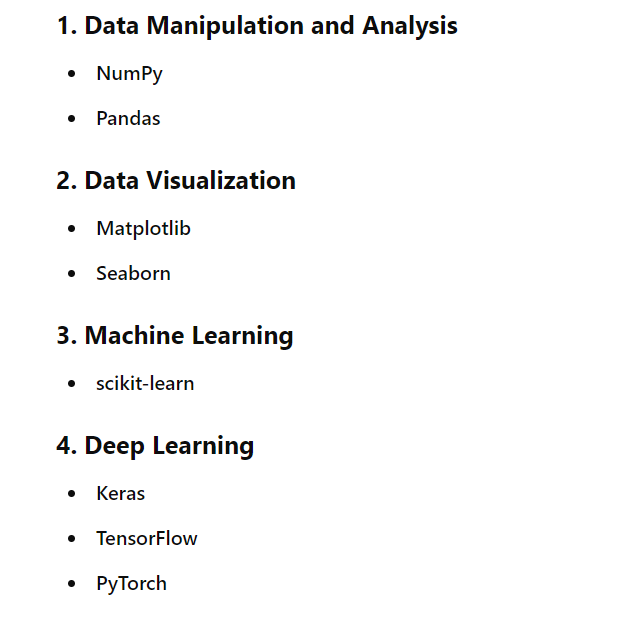 1. Data Manipulation and Analysis
• NumPy
• Pandas
2. Data Visualization
• Matplotlib
• Seaborn
3. Machine Learning
• scikit-learn
4. Deep Learning
• Keras
• TensorFlow
• PyTorch